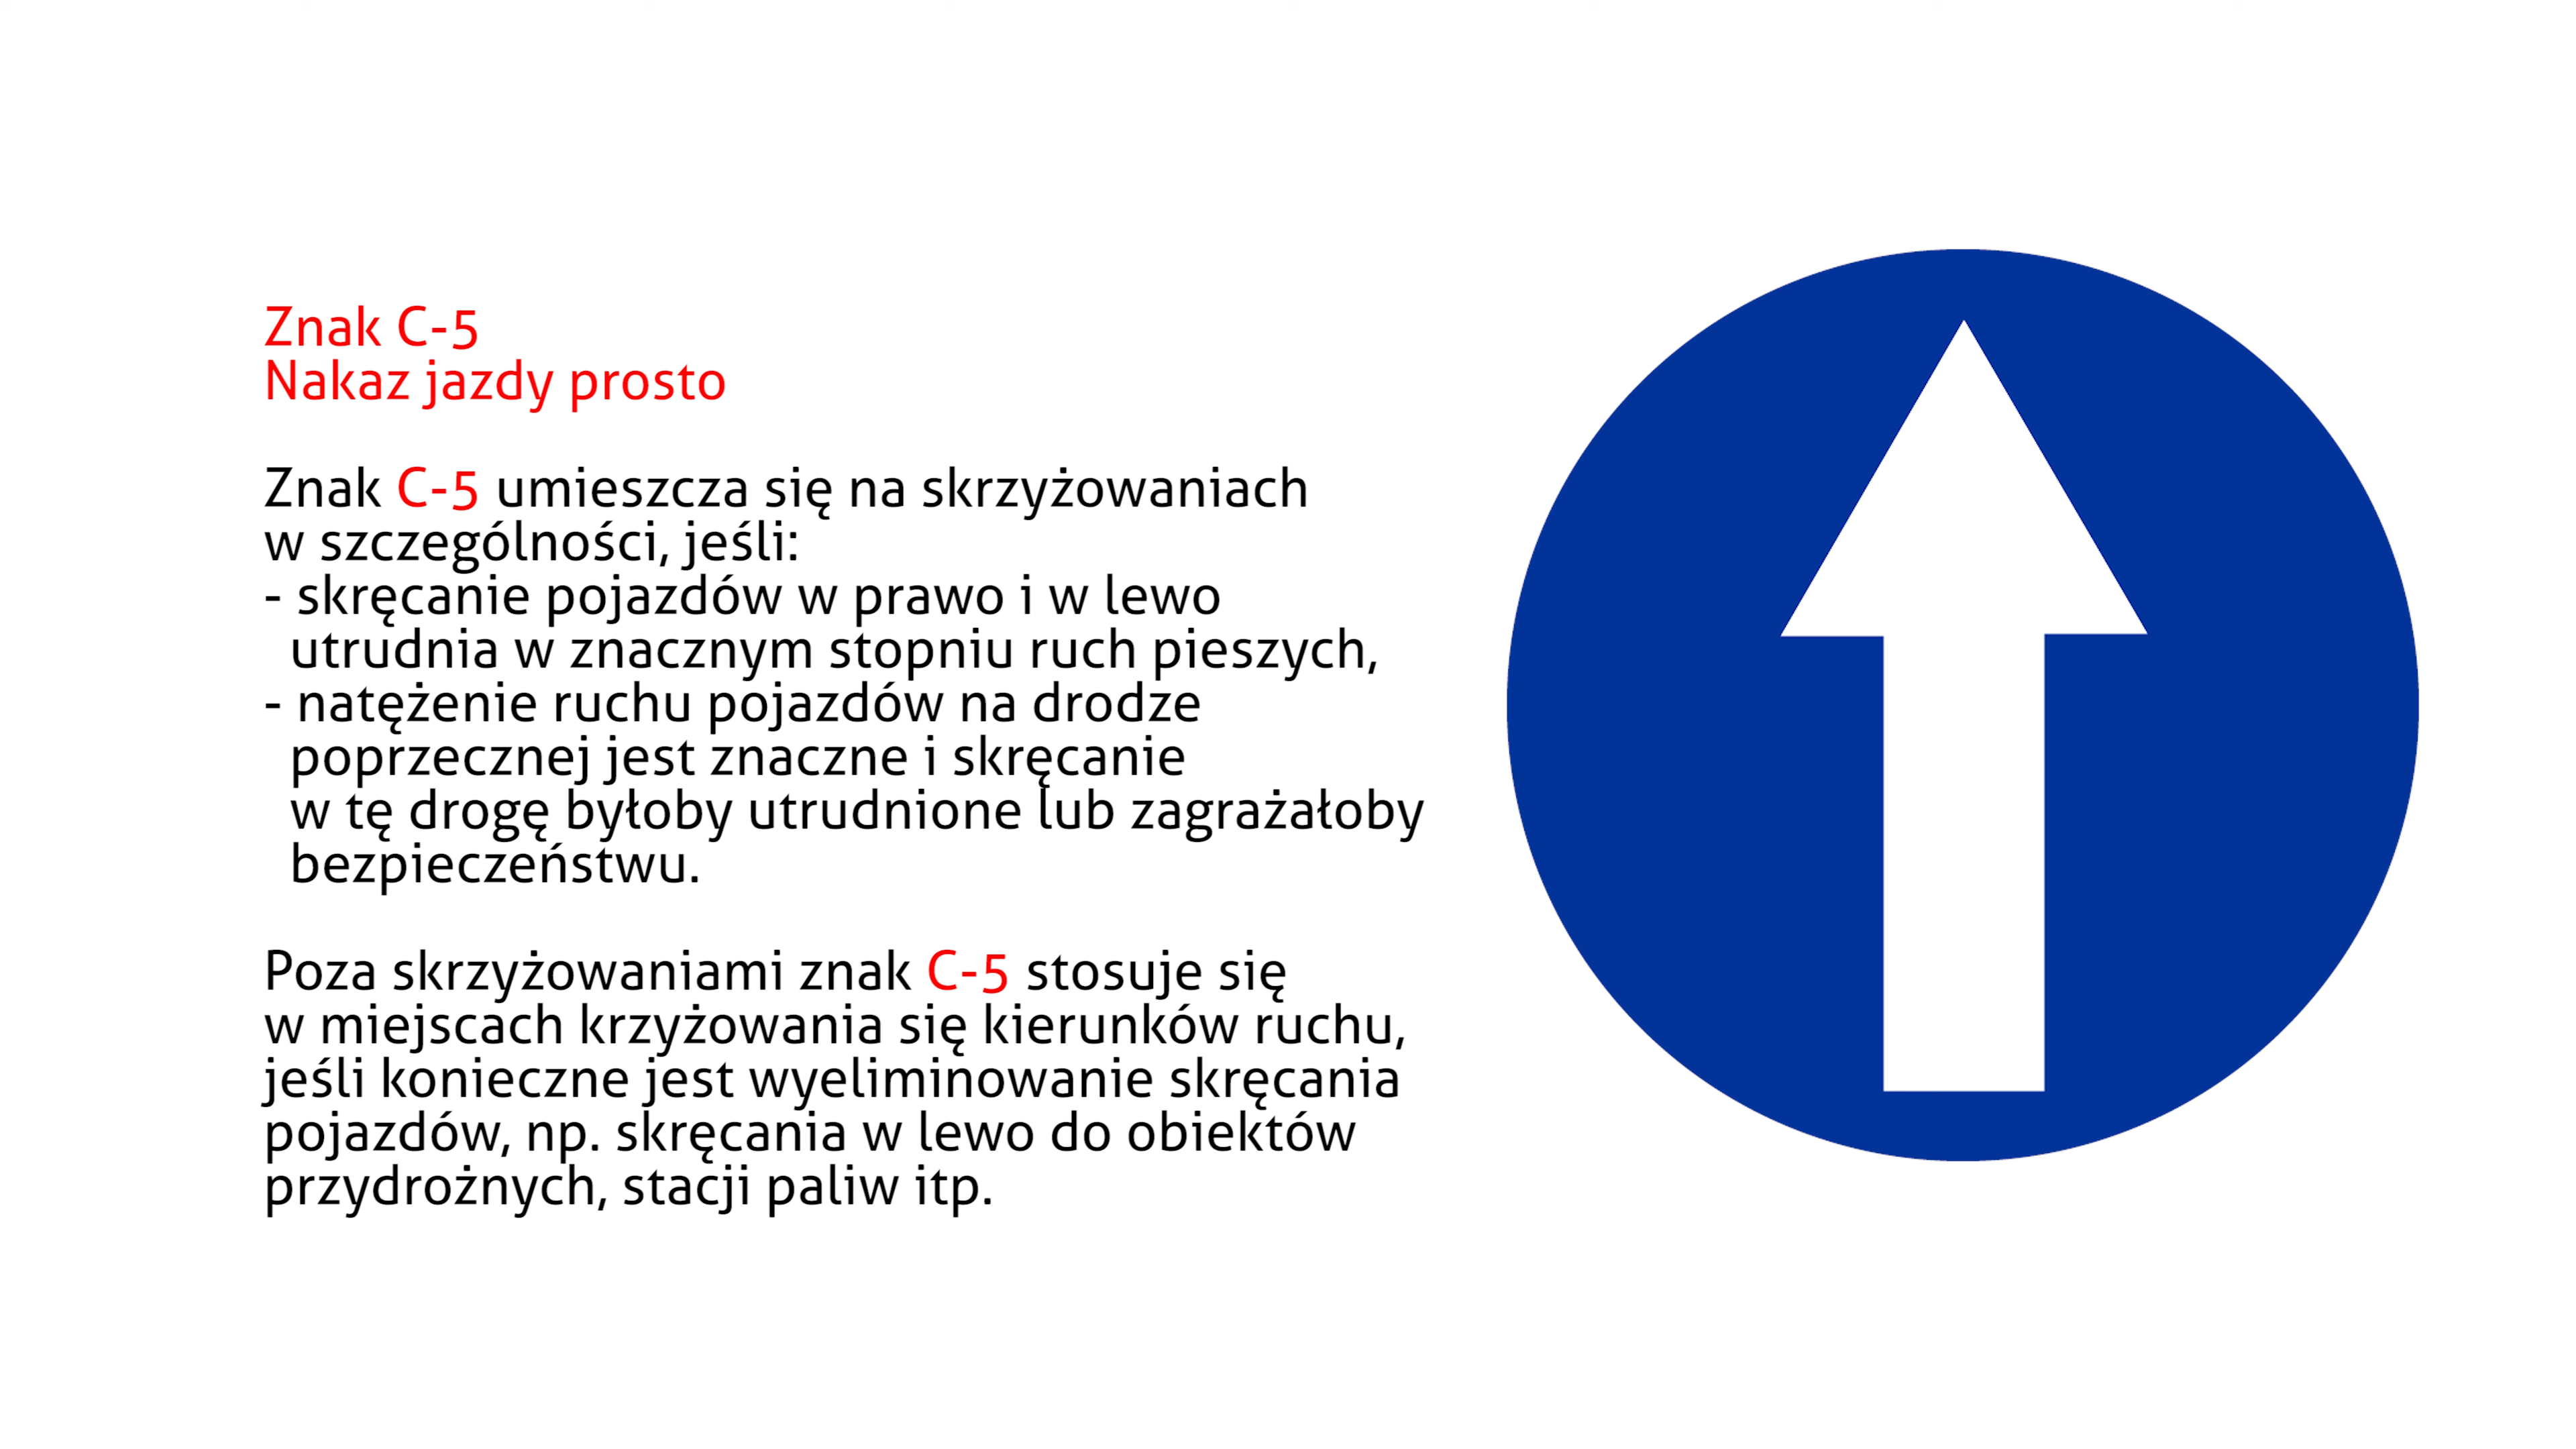 Znak C-5
Nakaz jazdy prosto
Znak C-5 umieszcza się na skrzyżowaniach
w szczególności, jeśli:
- skręcanie pojazdów w prawo i w lewo
utrudnia w znacznym stopniu ruch pieszych,
- natężenie ruchu pojazdów na drodze
poprzecznej jest znaczne i skręcanie
w tę drogę byłoby utrudnione lub zagrażałoby
bezpieczeństwu.
Poza skrzyżowaniami znak C-5 stosuje się
w miejscach krzyżowania się kierunków ruchu,
jeśli konieczne jest wyeliminowanie skręcania
pojazdów, np. skręcania w lewo do obiektów
przydrożnych, stacji paliw itp.